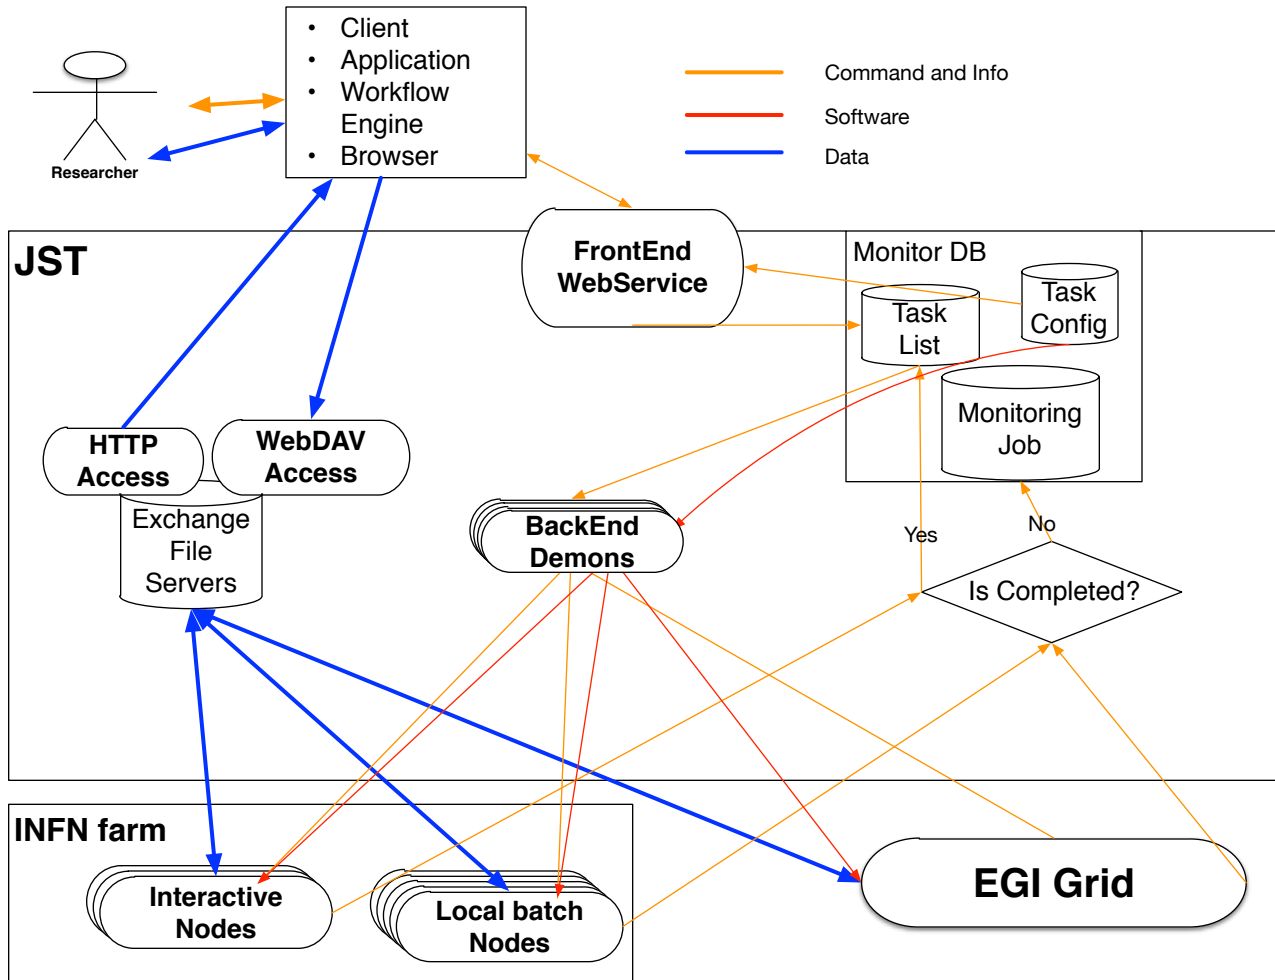 • Client
• Application
• Workflow
Engine
• Browser
Researcher
Command and Info
Software
Data
JST
FrontEnd
WebService
Monitor DB
Task
List
Task
Config
Monitoring
Job
HTTP
Access
WebDAV
Access
Exchange
File
Servers
BackEnd
Demons
Yes
No
Is Completed?
INFN farm
Interactive
Nodes
Local batch
Nodes
EGI Grid